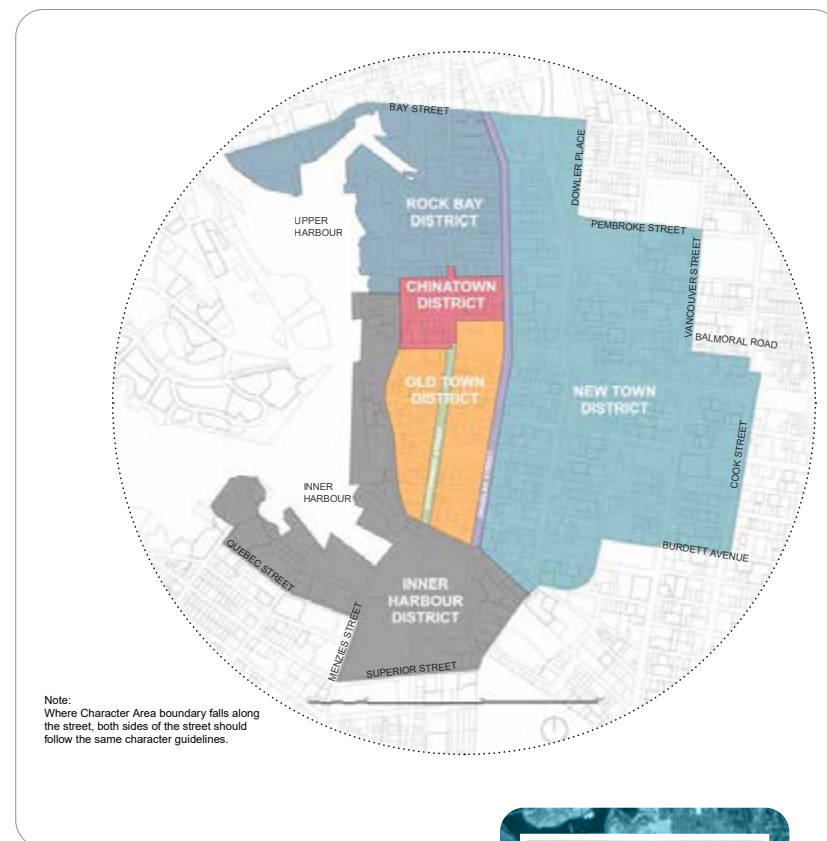 BAY STREET
DOWLER PLACE
ROCK BAY
DISTRICT
UPPER
HARBOUR
PEMBROKE STREET
VANCOUVER STREET
CHINATOWN
DISTRICT
BALMORAL ROAD
OLD TOWN
DISTRICT
NEW TOWN
DISTRICT
COOK STREET
INNER
HARBOUR
QUEBEC STREET
BURDETT AVENUE
INNER
HARBOUR
DISTRICT
MENZIES STREET
SUPERIOR STREET
Note:
Where Character Area boundary falls along
the street, both sides of the street should
follow the same character guidelines.